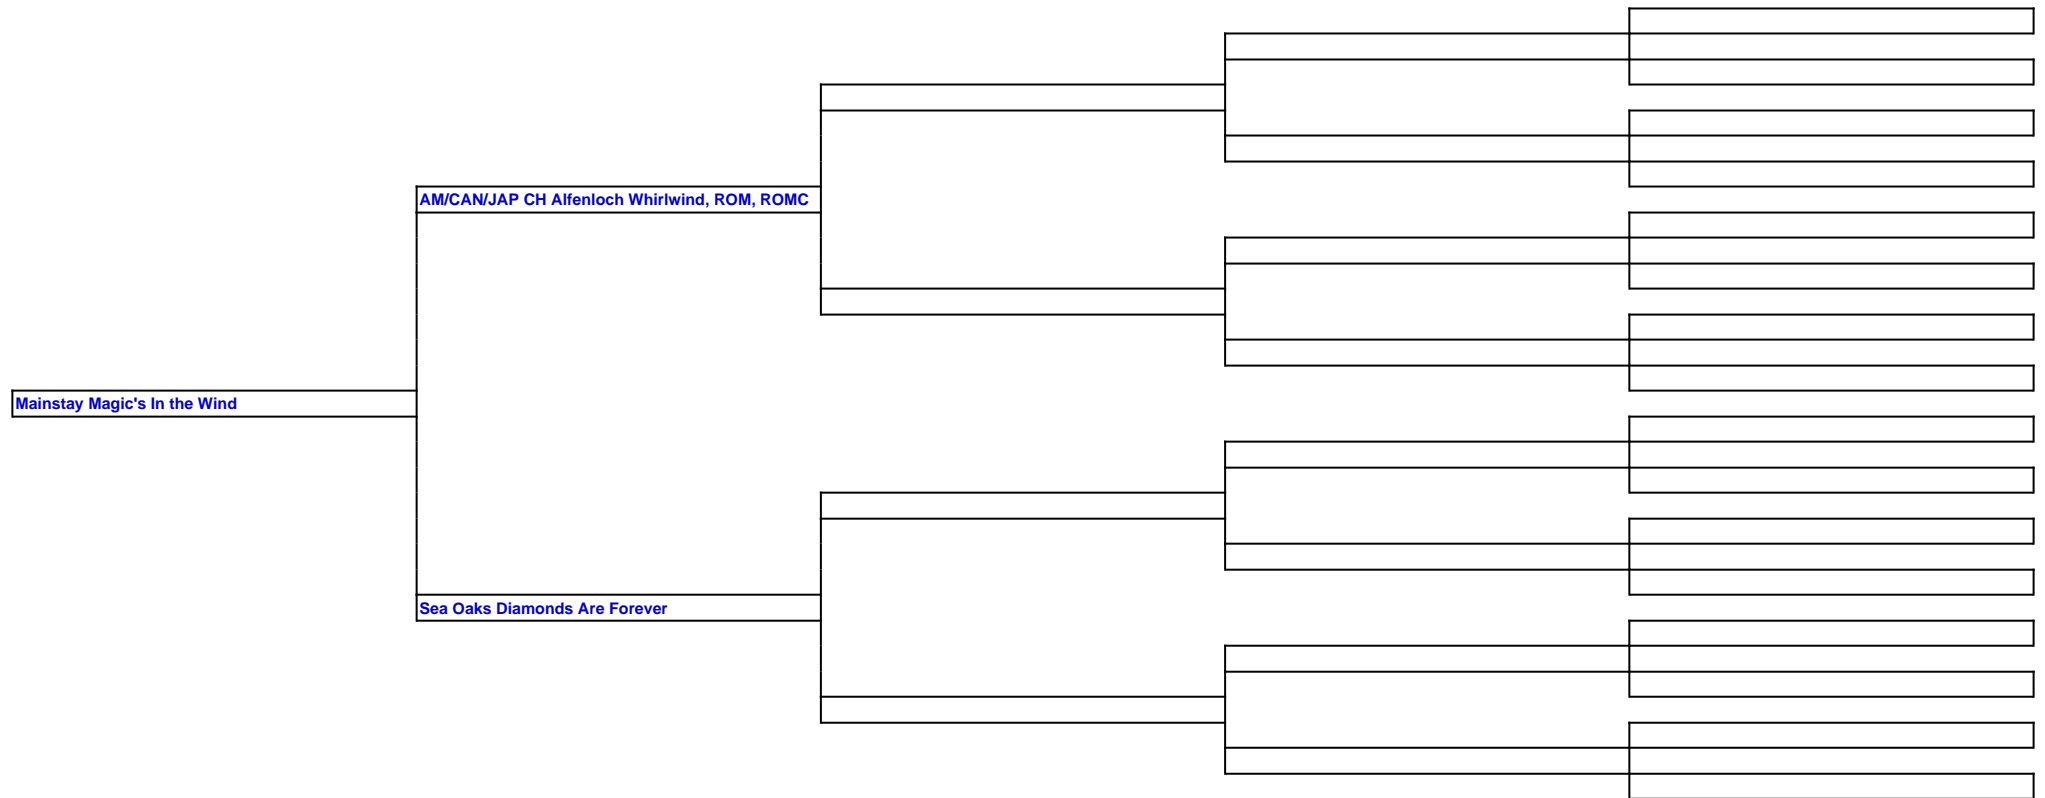 AM/CAN/JAP CH Alfenloch Whirlwind, ROM, ROMC
Mainstay Magic's In the Wind
Sea Oaks Diamonds Are Forever